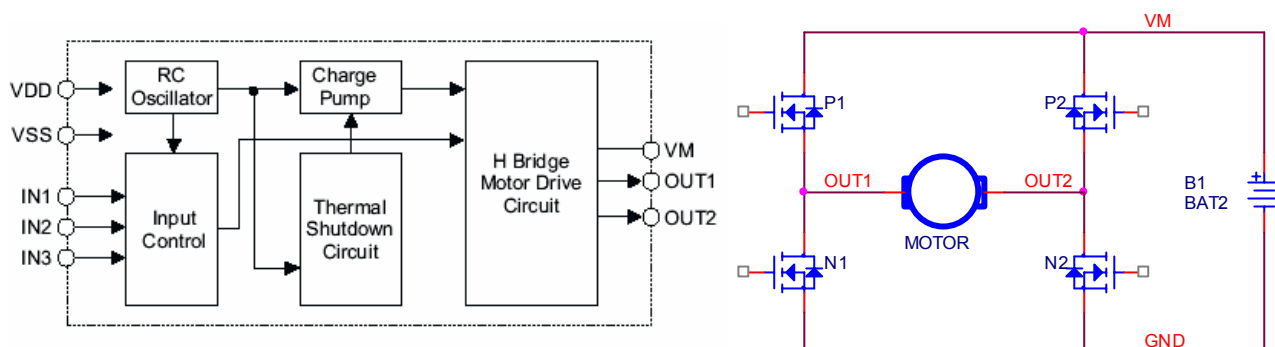 VDD
VSS
IN1
IN2
IN3
RC
Oscillator
Charge
Pump
Input
Control
Thermal
Shutdown
Circuit
H Bridge
Motor Drive
Circuit
VM
OUT1
OUT2
VM
P1
P2
OUT1
OUT2
MOTOR
B1
BAT2
+
N1
N2
GND